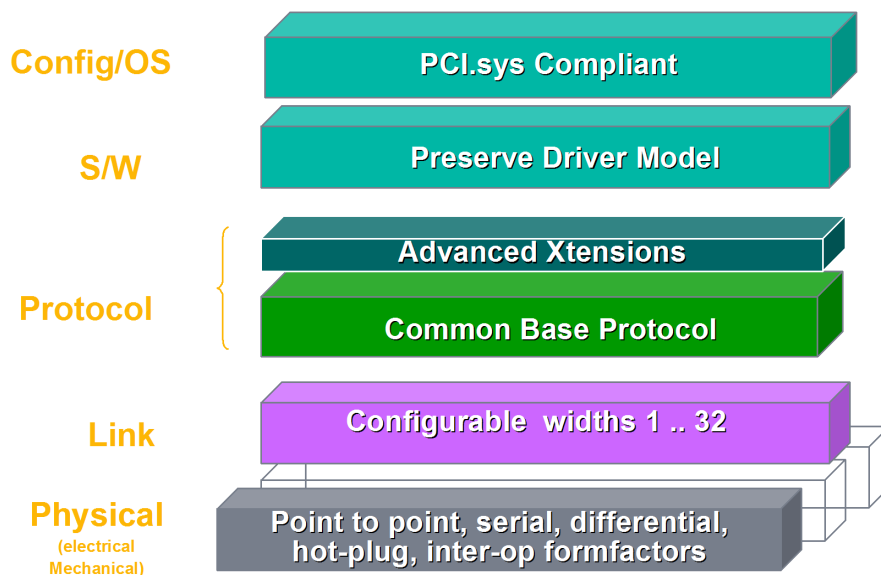 Config/OS
PCI.sys Compliant
S/W
Preserve Driver Model
Advanced Xtensions
Protocol
Common Base Protocol
Link
Configurable  widths 1 .. 32
Physical
(electrical
Mechanical)
Point to point, serial, differential,
hot-plug, inter-op formfactors